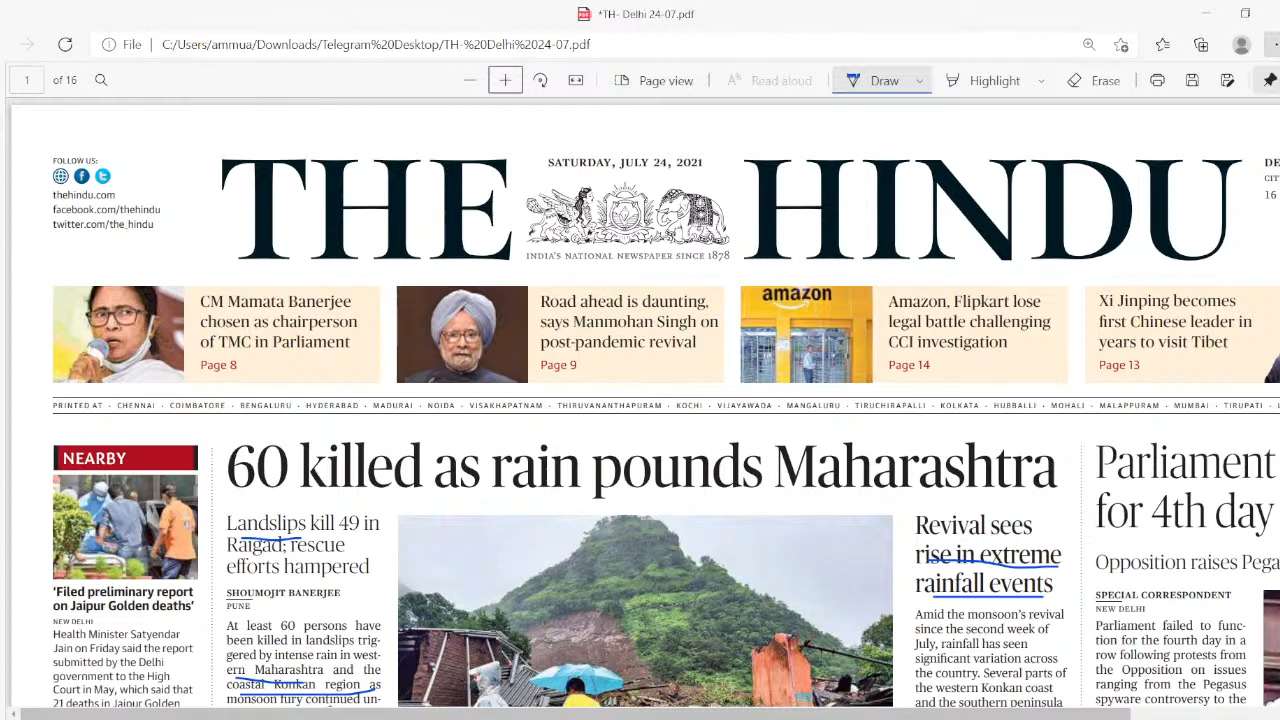 *TH- Delhi 24-07.pdf
File | C:/Users/ammua/Downloads/Telegram%20Desktop/TH-%20Delhi%2024-07.pdf
1 of 16
Page view
Read aloud
Draw
Highlight
Erase
FOLLOW US:
thehindu.com
facebook.com/thehindu
twitter.com/the_hindu
THE HINDU
SATURDAY, JULY 24, 2021
INDIA'S NATIONAL NEWSPAPER SINCE 1878
DE
CIT
16
CM Mamata Banerjee
chosen as chairperson
of TMC in Parliament
Page 8
Road ahead is daunting,
says Manmohan Singh on
post-pandemic revival
Page 9
amazon
Amazon, Flipkart lose
legal battle challenging
CCI investigation
Page 14
Xi Jinping becomes
first Chinese leader in
years to visit Tibet
Page 13
PRINTED AT · CHENNAI · COIMBATORE · BENGALURU · HYDERABAD · MADURAI · NOIDA · VISAKHAPATNAM · THIRUVANANTHAPURAM · KOCHI · VIJAYAWADA · MANGALURU · TIRUCHIRAPALLI · KOLKATA · HUBBALLI · MOHALI · MALAPPURAM · MUMBAI · TIRUPATI ·
NEARBY
'Filed preliminary report
on Jaipur Golden deaths'
NEW DELHI
Health Minister Satyendar
Jain on Friday said the report
submitted by the Delhi
government to the High
Court in May, which said that
21 deaths in Jaipur Golden
60 killed as rain pounds Maharashtra
Landslips kill 49 in
Raigad; rescue
efforts hampered
SHOUMOJIT BANERJEE
PUNE
At least 60 persons have
been killed in landslips trig-
gered by intense rain in west-
ern Maharashtra and the
coastal Konkan region as
monsoon fury continued un-
Revival sees
rise in extreme
rainfall events
Amid the monsoon's revival
since the second week of
July, rainfall has seen
significant variation across
the country. Several parts of
the western Konkan coast
and the southern peninsula
Parliament
for 4th day
Opposition raises Pega
SPECIAL CORRESPONDENT
NEW DELHI
Parliament failed to func-
tion for the fourth day in a
row following protests from
the Opposition on issues
ranging from the Pegasus
spyware controversy to the